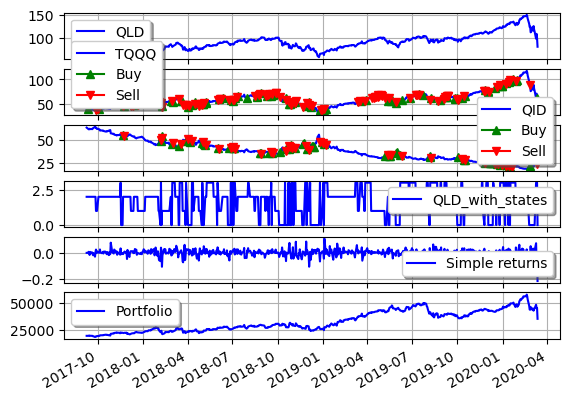 150
100
QLD
TQQQ
Buy
Sell
100
50
QID
Buy
Sell
50
25
2.5
0.0
QLD_with_states
0.0
−0.2
Simple returns
50000
25000
Portfolio
2017-10
2018-01
2018-04
2018-07
2018-10
2019-01
2019-04
2019-07
2019-10
2020-01
2020-04